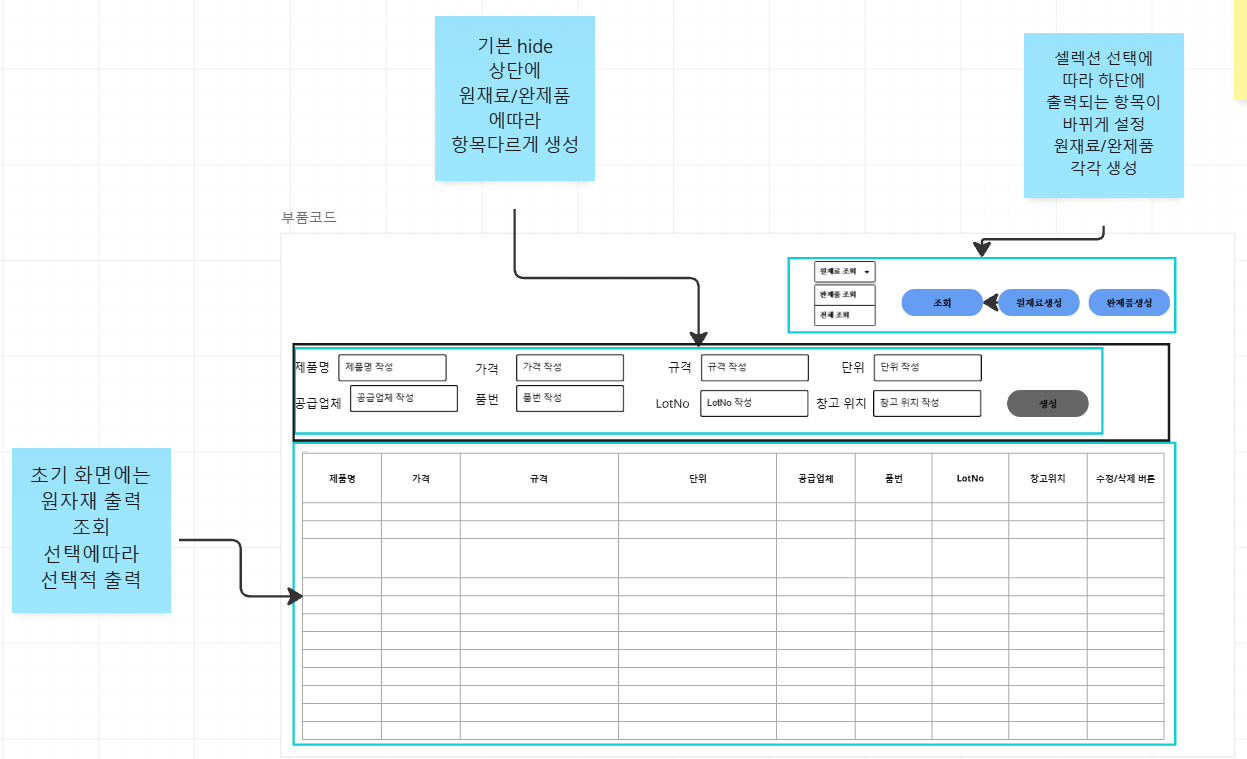 기본 hide
상단에
원재료/완제품
에따라
항목다르게 생성
셀렉션 선택에
따라 하단에
출력되는 항목이
바뀌게 설정
원재료/완제품
각각 생성
부품코드
원재료 조회
완제품 조회
전체 조회
조회
원재료생성
완제품생성
제품명 제품명 작성 가격 가격 작성 규격 규격 작성 단위 단위 작성
공급업체 공급업체 작성 품번 품번 작성 LotNo LotNo 작성 창고 위치 창고 위치 작성 생성
초기 화면에는
원자재 출력
조회
선택에따라
선택적 출력
제품명 가격 규격 단위 공급업체 품번 LotNo 창고위치 수정/삭제 버튼